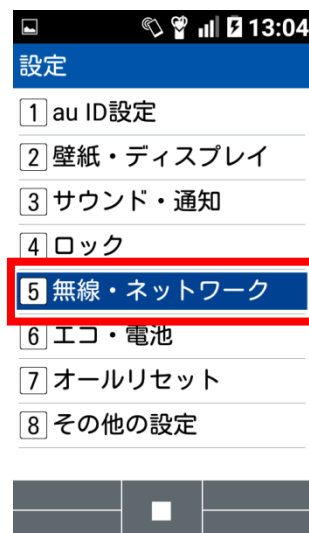 13:04
設定
1 au ID設定
2 壁紙・ディスプレイ
3 サウンド・通知
4 ロック
5 無線・ネットワーク
6 エコ・電池
7 オールリセット
8 その他の設定